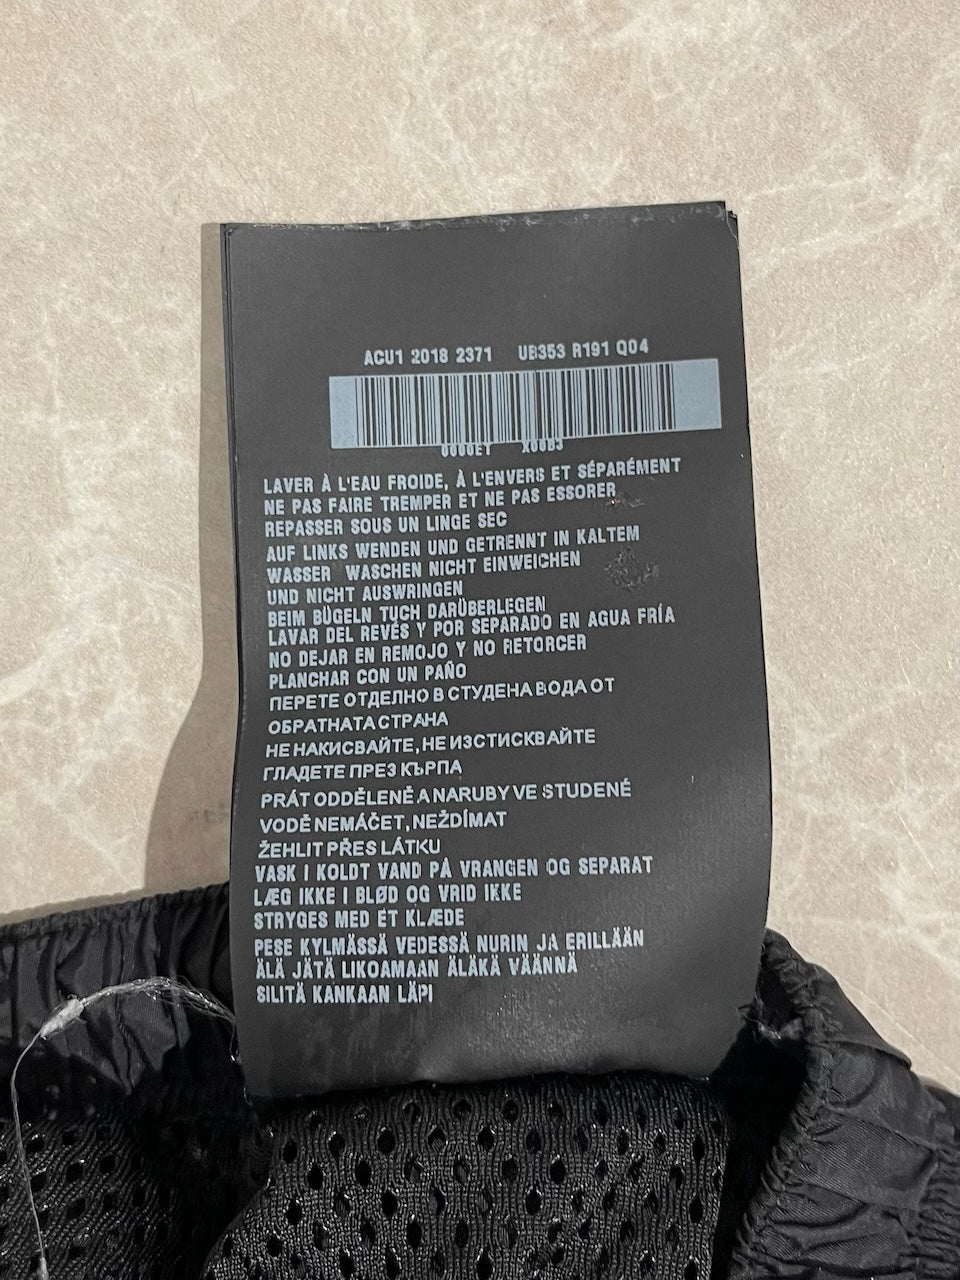 ACU1 2018 2371 UB353 R191 Q04
LAVER À L'EAU FROIDE, À L'ENVERS ET SÉPARÉMENT
NE PAS FAIRE TREMPER ET NE PAS ESSORER
REPASSER SOUS UN LINGE SEC
AUF LINKS WENDEN UND GETRENNT IN KALTEM
WASSER WASCHEN NICHT EINWEICHEN
UND NICHT AUSWRINGEN
BEIM BÜGELN TUCH DARÜBERLEGEN
LAVAR DEL REVÉS Y POR SEPARADO EN AGUA FRÍA
NO DEJAR EN REMOJO Y NO RETORCER
PLANCHAR CON UN PAÑO
ПЕРЕТЕ ОТДЕЛНО В СТУДЕНА ВОДА ОТ
ОБРАТНАТА СТРАНА
НЕ НАКИСВАЙТЕ, НЕ ИЗСТИСКВАЙТЕ
ГЛАДЕТЕ ПРЕЗ КЪРПА
PRÁT ODDĚLENĚ A NARUBY VE STUDENÉ
VODĚ NEMÁČET, NEŽDÍMAT
ŽEHLIT PŘES LÁTKU
VASK I KOLDT VAND PÅ VRANGEN OG SEPARAT
LÆG IKKE I BLØD OG VRID IKKE
STRYGES MED ET KLÆDE
PESE KYLMÄSSÄ VEDESSÄ NURIN JA ERILLÄÄN
ÄLÄ JÄTÄ LIKOAMAAN ÄLÄKÄ VÄÄNNÄ
SILITÄ KANKAAN LÄPI